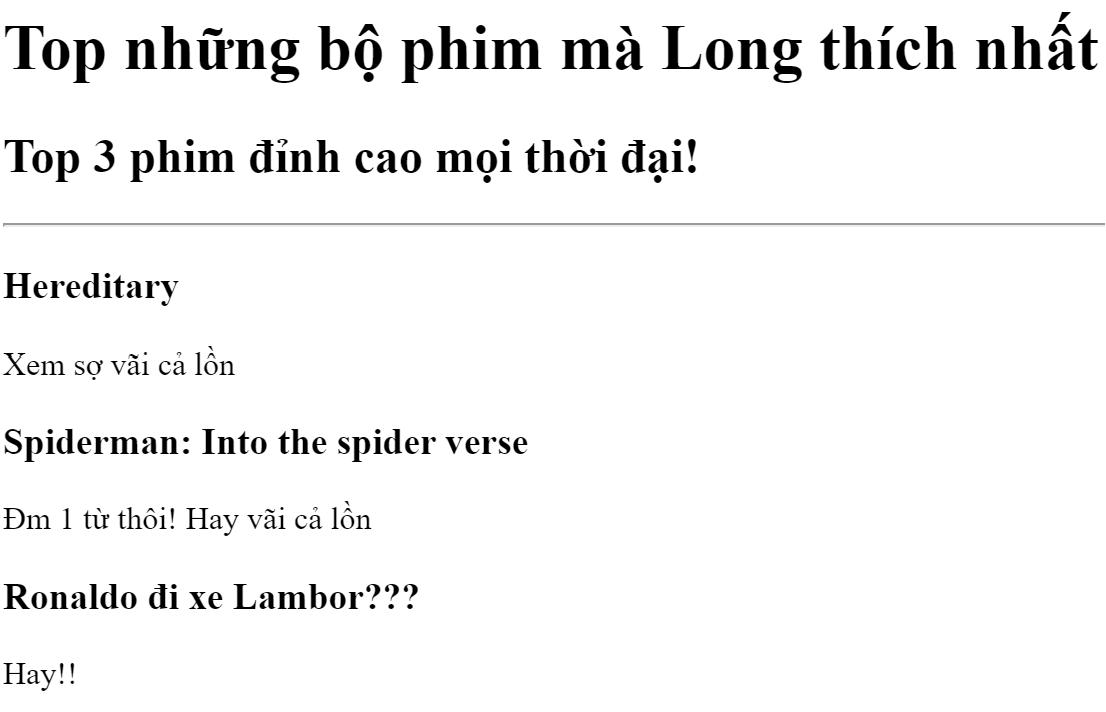 Top những bộ phim mà Long thích nhất
Top 3 phim đỉnh cao mọi thời đại!
Hereditary
Xem sợ vãi cả lồn
Spiderman: Into the spider verse
Đm 1 từ thôi! Hay vãi cả lồn
Ronaldo đi xe Lambor???
Hay!!